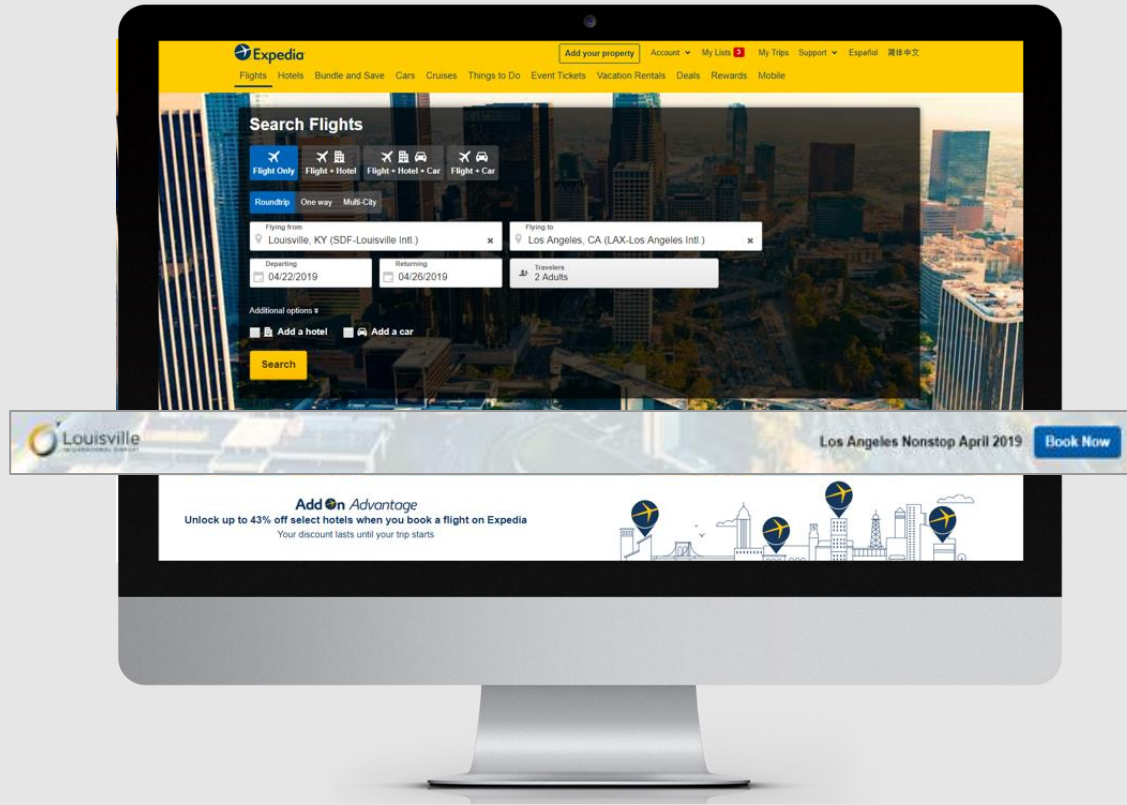 Expedia
Add your property Account My Lists 3 My Trips Support Español 简体中文
Flights Hotels Bundle and Save Cars Cruises Things to Do Event Tickets Vacation Rentals Deals Rewards Mobile
Search Flights
Flight Only Flight + Hotel Flight + Hotel + Car Flight + Car
Roundtrip One way Multi-City
Flying from
Louisville, KY (SDF-Louisville Intl.)
Flying to
Los Angeles, CA (LAX-Los Angeles Intl.)
Departing
04/22/2019
Returning
04/26/2019
Travelers
2 Adults
Additional options
Add a hotel Add a car
Search
Louisville
INTERNATIONAL AIRPORT
Los Angeles Nonstop April 2019 Book Now
Add On Advantage
Unlock up to 43% off select hotels when you book a flight on Expedia
Your discount lasts until your trip starts